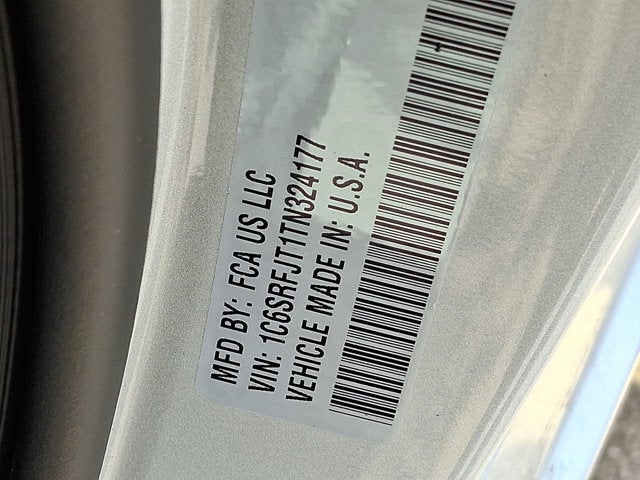 MFD BY: FCA US LLC
VIN: 1C6SRFJT1TN324177
VEHICLE MADE IN: U.S.A.